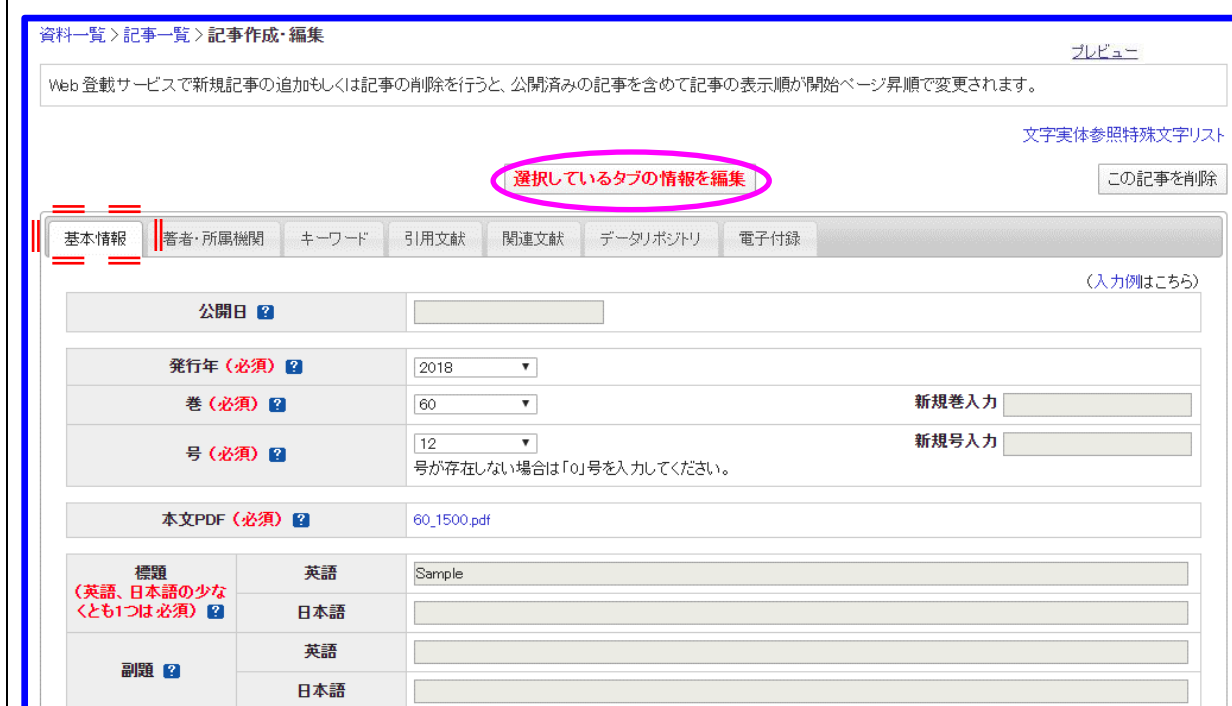 資料一覧 > 記事一覧 > 記事作成・編集
プレビュー
Web 登載サービスで新規記事の追加もしくは記事の削除を行うと、公開済みの記事を含めて記事の表示順が開始ページ昇順で変更されます。
文字実体参照特殊文字リスト
選択しているタブの情報を編集 この記事を削除
基本情報 著者・所属機関 キーワード 引用文献 関連文献 データリポジトリ 電子付録
(入力例はこちら)
公開日 ?
発行年(必須) ? 2018
巻(必須) ? 60 新規巻入力
号(必須) ? 12 新規号入力
号が存在しない場合は「0」号を入力してください。
本文PDF(必須) ? 60_1500.pdf
標題 英語 Sample
(英語、日本語の少な
くとも1つは必須) ? 日本語
副題 ? 英語
日本語